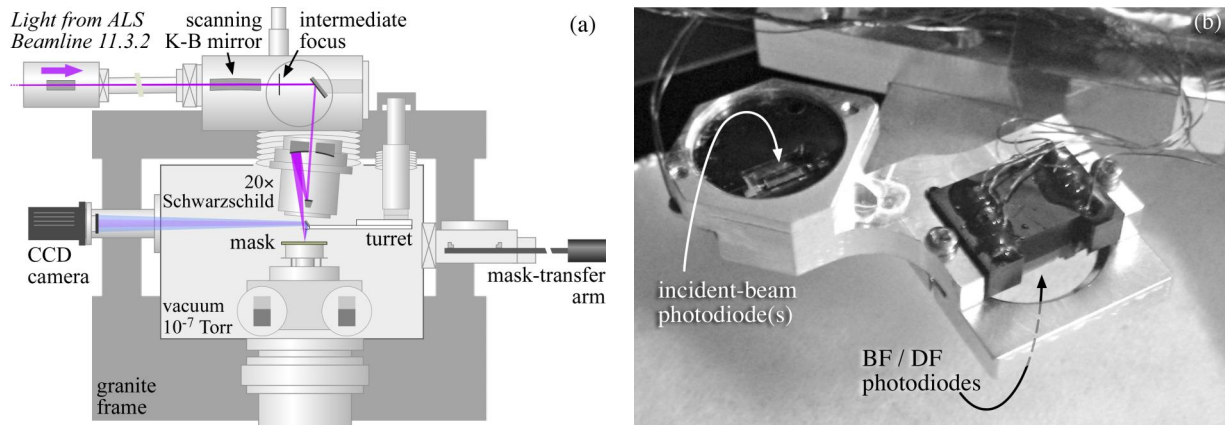 Light from ALS
Beamline 11.3.2
scanning
K-B mirror
intermediate
focus
(a)
20×
Schwarzschild
CCD
camera
mask
turret
mask-transfer
arm
vacuum
10⁻⁷ Torr
granite
frame
(b)
incident-beam
photodiode(s)
BF / DF
photodiodes